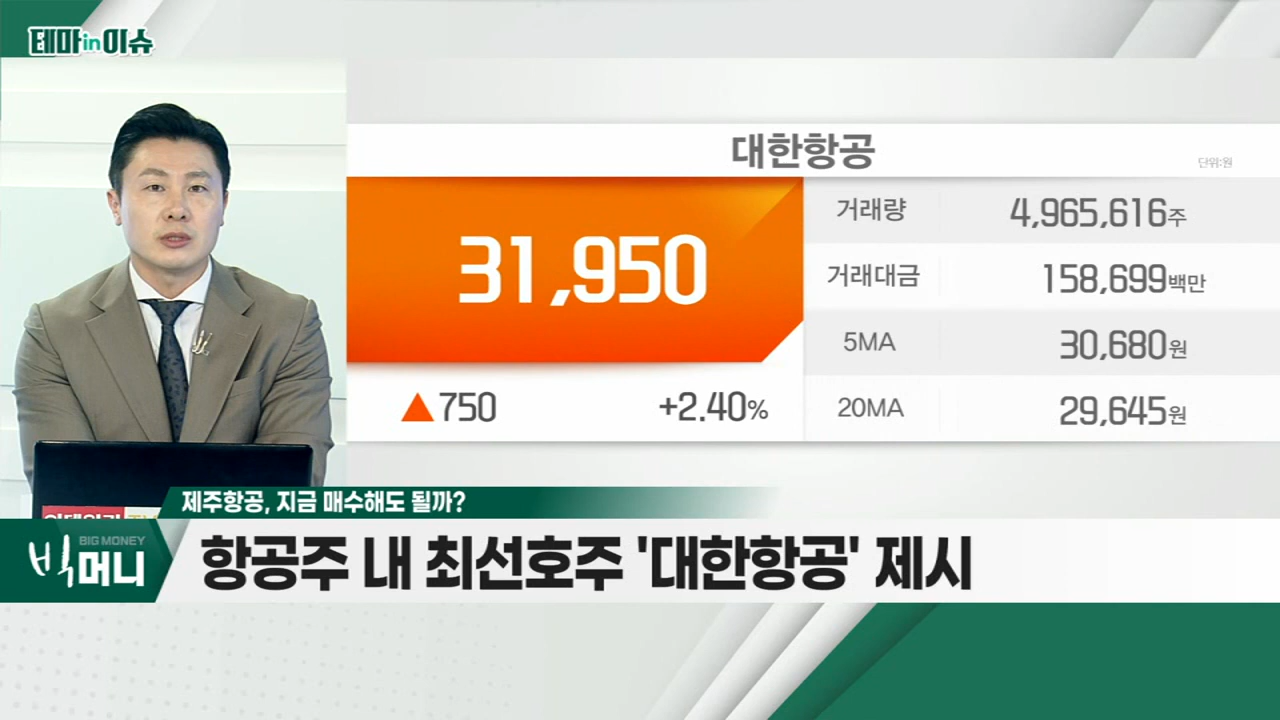 테마in이슈
대한항공
단위:원
31,950
▲750 +2.40%
거래량 4,965,616주
거래대금 158,699백만
5MA 30,680원
20MA 29,645원
제주항공, 지금 매수해도 될까?
BIG MONEY
빅머니
항공주 내 최선호주 '대한항공' 제시